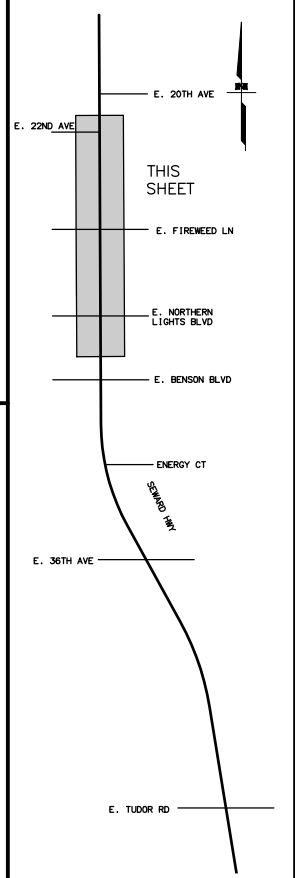 E. 20TH AVE
N
E. 22ND AVE
THIS
SHEET
E. FIREWEED LN
E. NORTHERN
LIGHTS BLVD
E. BENSON BLVD
ENERGY CT
SEWARD HWY
E. 36TH AVE
E. TUDOR RD